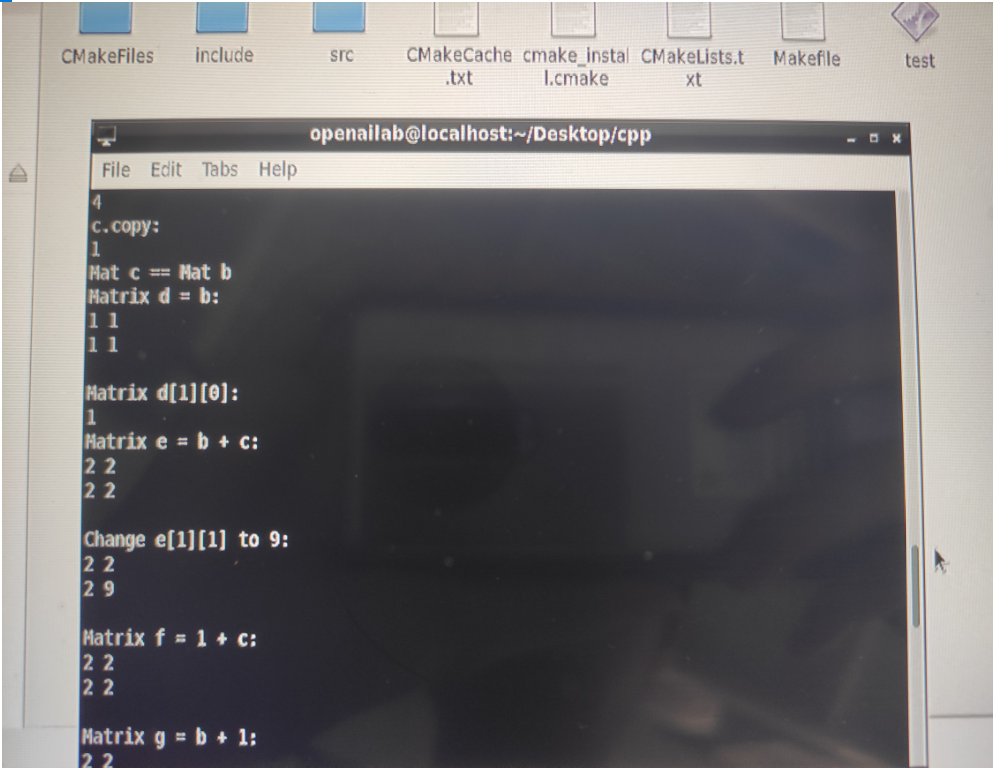 CMakeFiles
include
src
CMakeCache.txt
cmake_install.cmake
CMakeLists.txt
Makefile
test
openailab@localhost:~/Desktop/cpp
File Edit Tabs Help
4
c.copy:
1
Mat c == Mat b
Matrix d = b:
1 1
1 1
Matrix d[1][0]:
1
Matrix e = b + c:
2 2
2 2
Change e[1][1] to 9:
2 2
2 9
Matrix f = 1 + c:
2 2
2 2
Matrix g = b + 1:
2 2